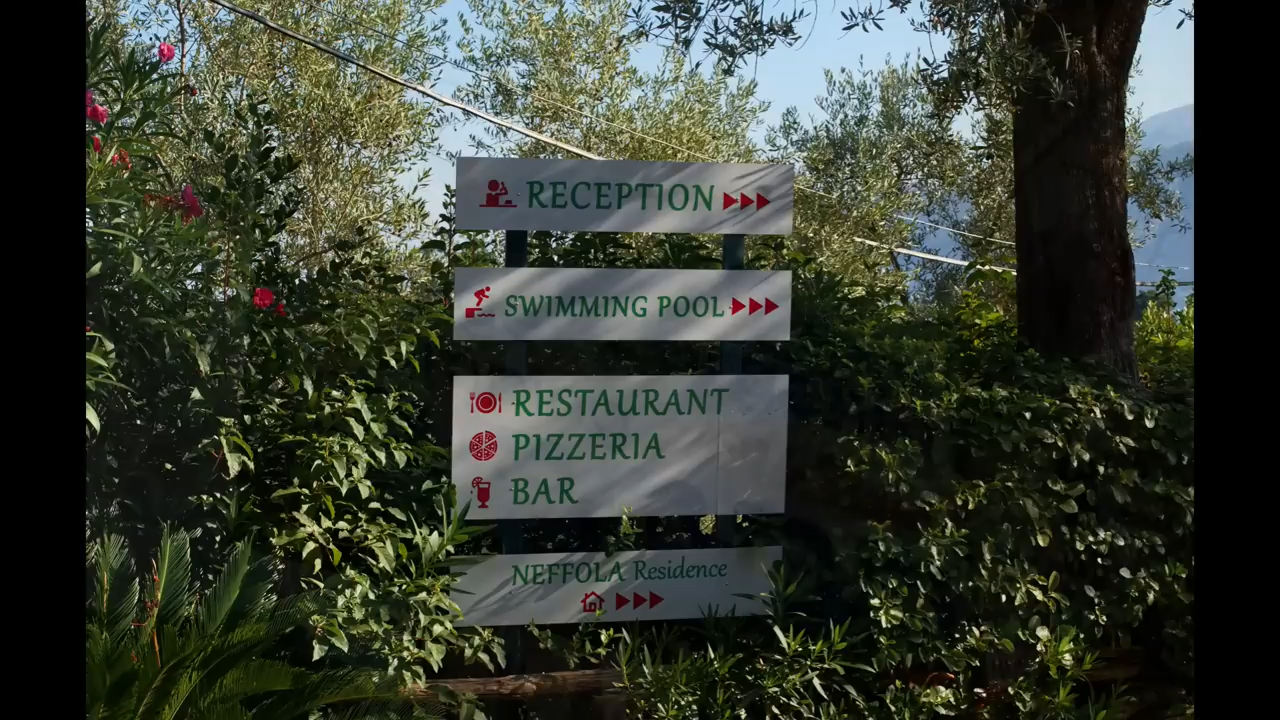 RECEPTION
SWIMMING POOL
RESTAURANT
PIZZERIA
BAR
NEFFOLA Residence